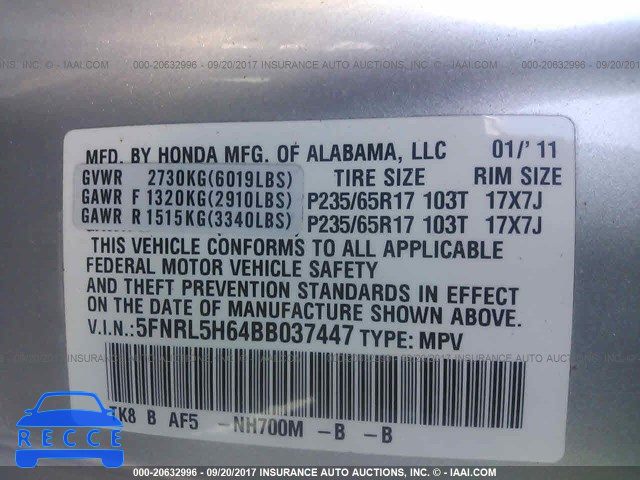 000-20632996 - 09/20/2017 - INSURANCE AUTO AUCTIONS, INC. - © IAAI.COM
MFD. BY HONDA MFG. OF ALABAMA, LLC 01/'11
GVWR 2730KG(6019LBS) TIRE SIZE RIM SIZE
GAWR F 1320KG(2910LBS) P235/65R17 103T 17X7J
GAWR R 1515KG(3340LBS) P235/65R17 103T 17X7J
THIS VEHICLE CONFORMS TO ALL APPLICABLE
FEDERAL MOTOR VEHICLE SAFETY
AND THEFT PREVENTION STANDARDS IN EFFECT
ON THE DATE OF MANUFACTURE SHOWN ABOVE.
V.I.N.:5FNRL5H64BB037447 TYPE: MPV
TK8 B AF5 -NH700M -B -B
RECCE
000-20632996 - 09/20/2017 - INSURANCE AUTO AUCTIONS, INC. - © IAAI.COM